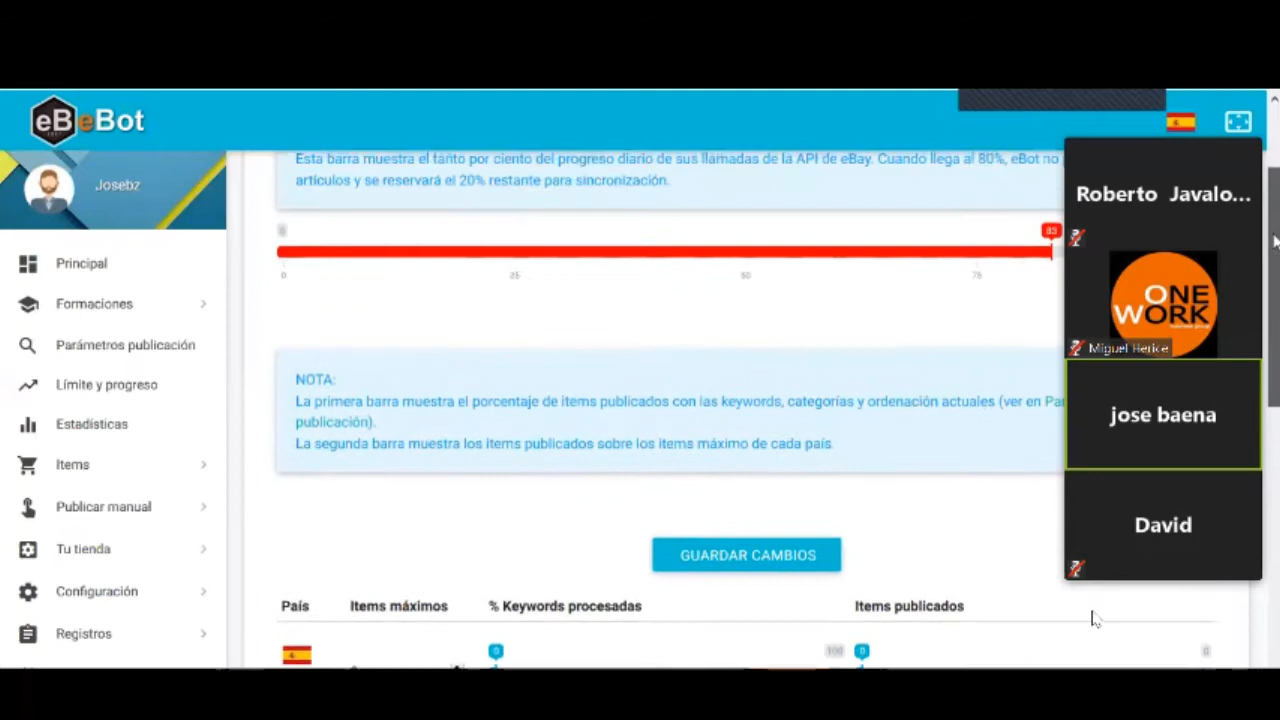 eB eBot
Josebz
Principal
Formaciones
Parámetros publicación
Límite y progreso
Estadísticas
Items
Publicar manual
Tu tienda
Configuración
Registros
Esta barra muestra el tanto por ciento del progreso diario de sus llamadas de la API de eBay. Cuando llega al 80%, eBot no
artículos y se reservará el 20% restante para sincronización.
0
83
0 25 50 75
NOTA:
La primera barra muestra el porcentaje de items publicados con las keywords, categorías y ordenación actuales (ver en Par
publicación).
La segunda barra muestra los items publicados sobre los items máximo de cada país.
GUARDAR CAMBIOS
País Items máximos % Keywords procesadas Items publicados
0 100 0 0
Roberto Javalo...
ONE
WORK
Miguel Herice
jose baena
David